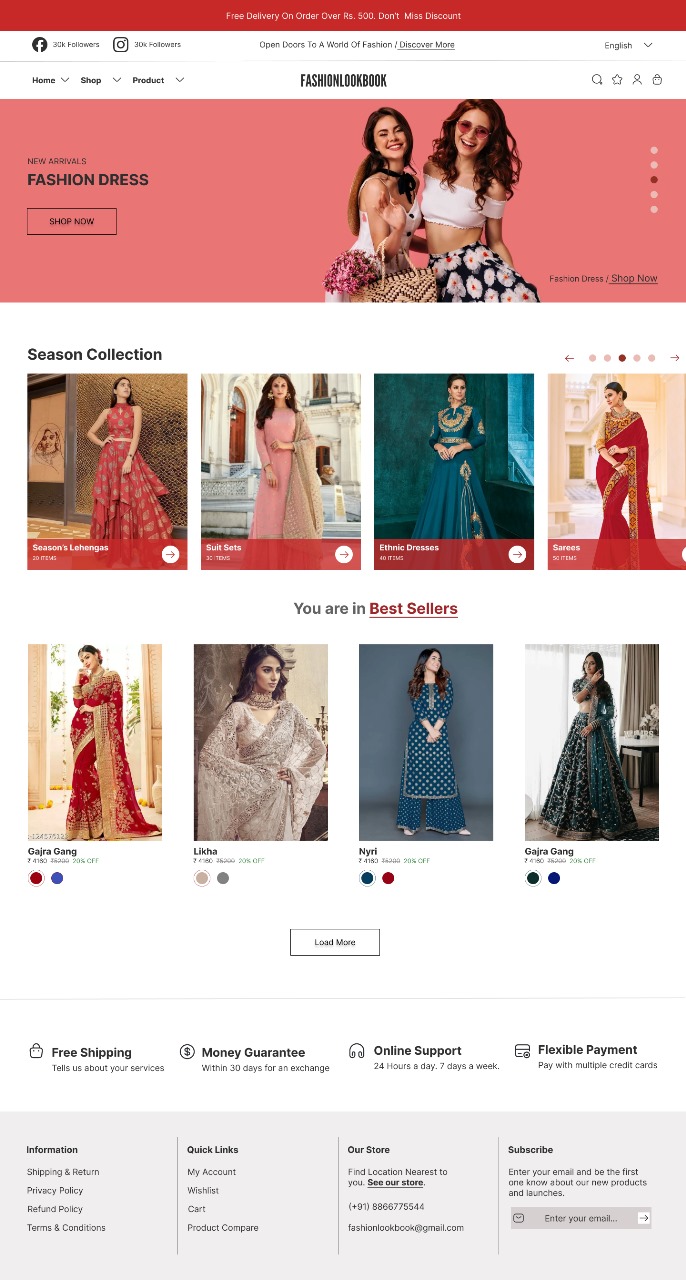 Free Delivery On Order Over Rs. 500. Don't Miss Discount
30k Followers
30k Followers
Open Doors To A World Of Fashion / Discover More
English
Home
Shop
Product
FASHIONLOOKBOOK
NEW ARRIVALS
FASHION DRESS
SHOP NOW
Fashion Dress / Shop Now
Season Collection
Season's Lehengas
20 ITEMS
Suit Sets
30 ITEMS
Ethnic Dresses
40 ITEMS
Sarees
50 ITEMS
You are in Best Sellers
Gajra Gang
₹ 4160 ₹5200 20% OFF
Likha
₹ 4160 ₹5200 20% OFF
Nyri
₹ 4160 ₹5200 20% OFF
Gajra Gang
₹ 4160 ₹5200 20% OFF
Load More
Free Shipping
Tells us about your services
Money Guarantee
Within 30 days for an exchange
Online Support
24 Hours a day. 7 days a week.
Flexible Payment
Pay with multiple credit cards
Information
Shipping & Return
Privacy Policy
Refund Policy
Terms & Conditions
Quick Links
My Account
Wishlist
Cart
Product Compare
Our Store
Find Location Nearest to
you. See our store.
(+91) 8866775544
fashionlookbook@gmail.com
Subscribe
Enter your email and be the first
one know about our new products
and launches.
Enter your email...